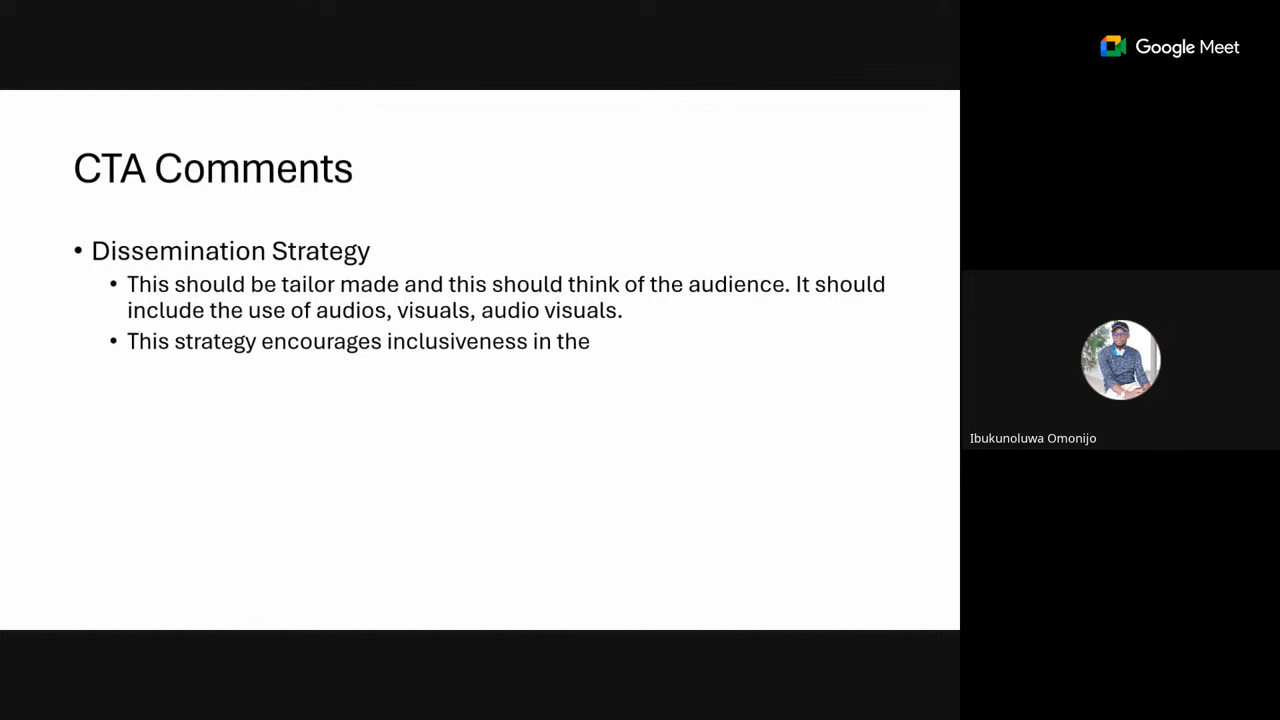 Google Meet
CTA Comments
• Dissemination Strategy
• This should be tailor made and this should think of the audience. It should
include the use of audios, visuals, audio visuals.
• This strategy encourages inclusiveness in the
Ibukunoluwa Omonijo